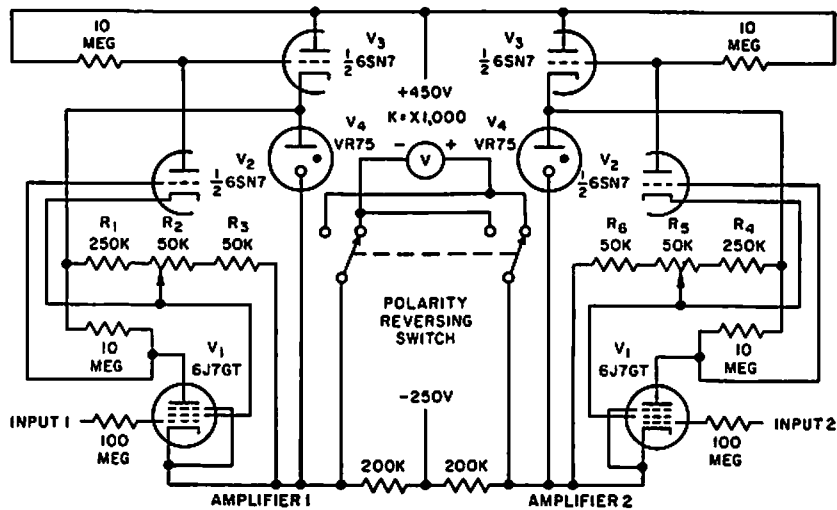 10
MEG
V3
1/2 6SN7
V3
1/2 6SN7
10
MEG
+450V
K=X1,000
V4
VR75
- V +
V4
VR75
V2
1/2 6SN7
V2
1/2 6SN7
R1
250K
R2
50K
R3
50K
R6
50K
R5
50K
R4
250K
POLARITY
REVERSING
SWITCH
10
MEG
V1
6J7GT
V1
6J7GT
10
MEG
-250V
INPUT 1
100
MEG
INPUT 2
100
MEG
200K
200K
AMPLIFIER 1
AMPLIFIER 2